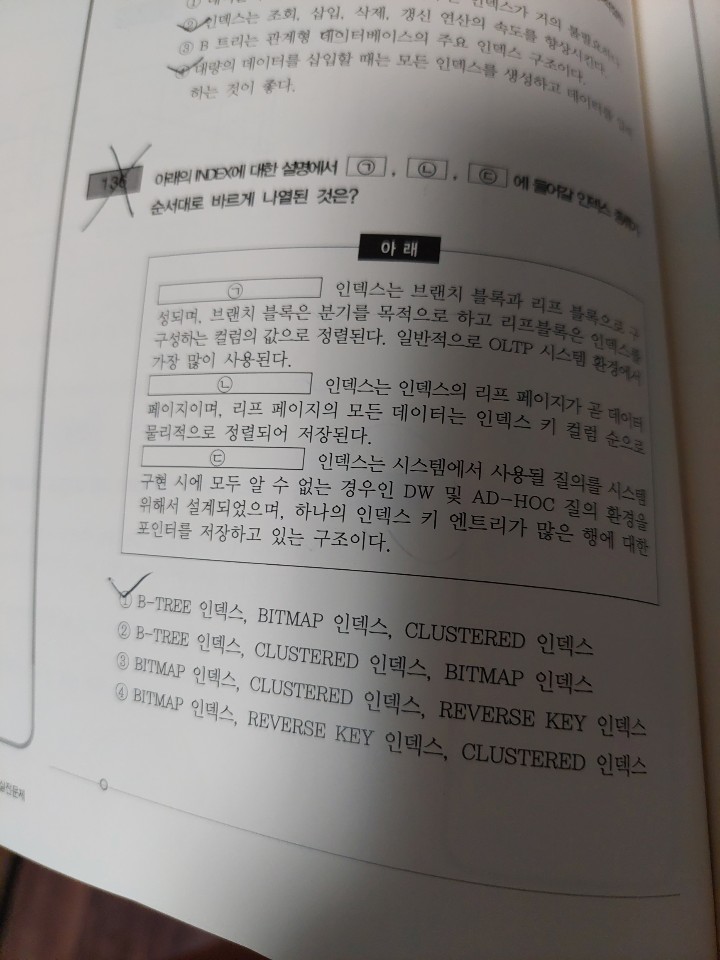 인덱스가 거의 불필요하다
② 인덱스는 조회, 삽입, 삭제, 갱신 연산의 속도를 향상시킨다.
③ B 트리는 관계형 데이터베이스의 주요 인덱스 구조이다.
④ 대량의 데이터를 삽입할 때는 모든 인덱스를 생성하고 데이터를
하는 것이 좋다.
아래의 INDEX에 대한 설명에서 ㉠, ㉡, ㉢에 들어갈 인덱스
순서대로 바르게 나열된 것은?
아 래
㉠ 인덱스는 브랜치 블록과 리프 블록으로 구
성되며, 브랜치 블록은 분기를 목적으로 하고 리프블록은 인덱스를
구성하는 컬럼의 값으로 정렬된다. 일반적으로 OLTP 시스템 환경에서
가장 많이 사용된다.
㉡ 인덱스는 인덱스의 리프 페이지가 곧 데이터
페이지이며, 리프 페이지의 모든 데이터는 인덱스 키 컬럼 순으로
물리적으로 정렬되어 저장된다.
㉢ 인덱스는 시스템에서 사용될 질의를 시스템
구현 시에 모두 알 수 없는 경우인 DW 및 AD-HOC 질의 환경을
위해서 설계되었으며, 하나의 인덱스 키 엔트리가 많은 행에 대한
포인터를 저장하고 있는 구조이다.
① B-TREE 인덱스, BITMAP 인덱스, CLUSTERED 인덱스
② B-TREE 인덱스, CLUSTERED 인덱스, BITMAP 인덱스
③ BITMAP 인덱스, CLUSTERED 인덱스, REVERSE KEY 인덱스
④ BITMAP 인덱스, REVERSE KEY 인덱스, CLUSTERED 인덱스
실전문제